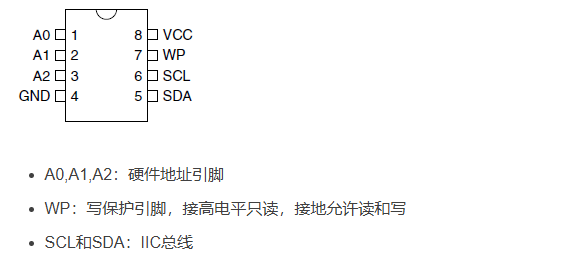 A0 1 8 VCC
A1 2 7 WP
A2 3 6 SCL
GND 4 5 SDA
A0,A1,A2：硬件地址引脚
WP：写保护引脚，接高电平只读，接地允许读和写
SCL和SDA：IIC总线